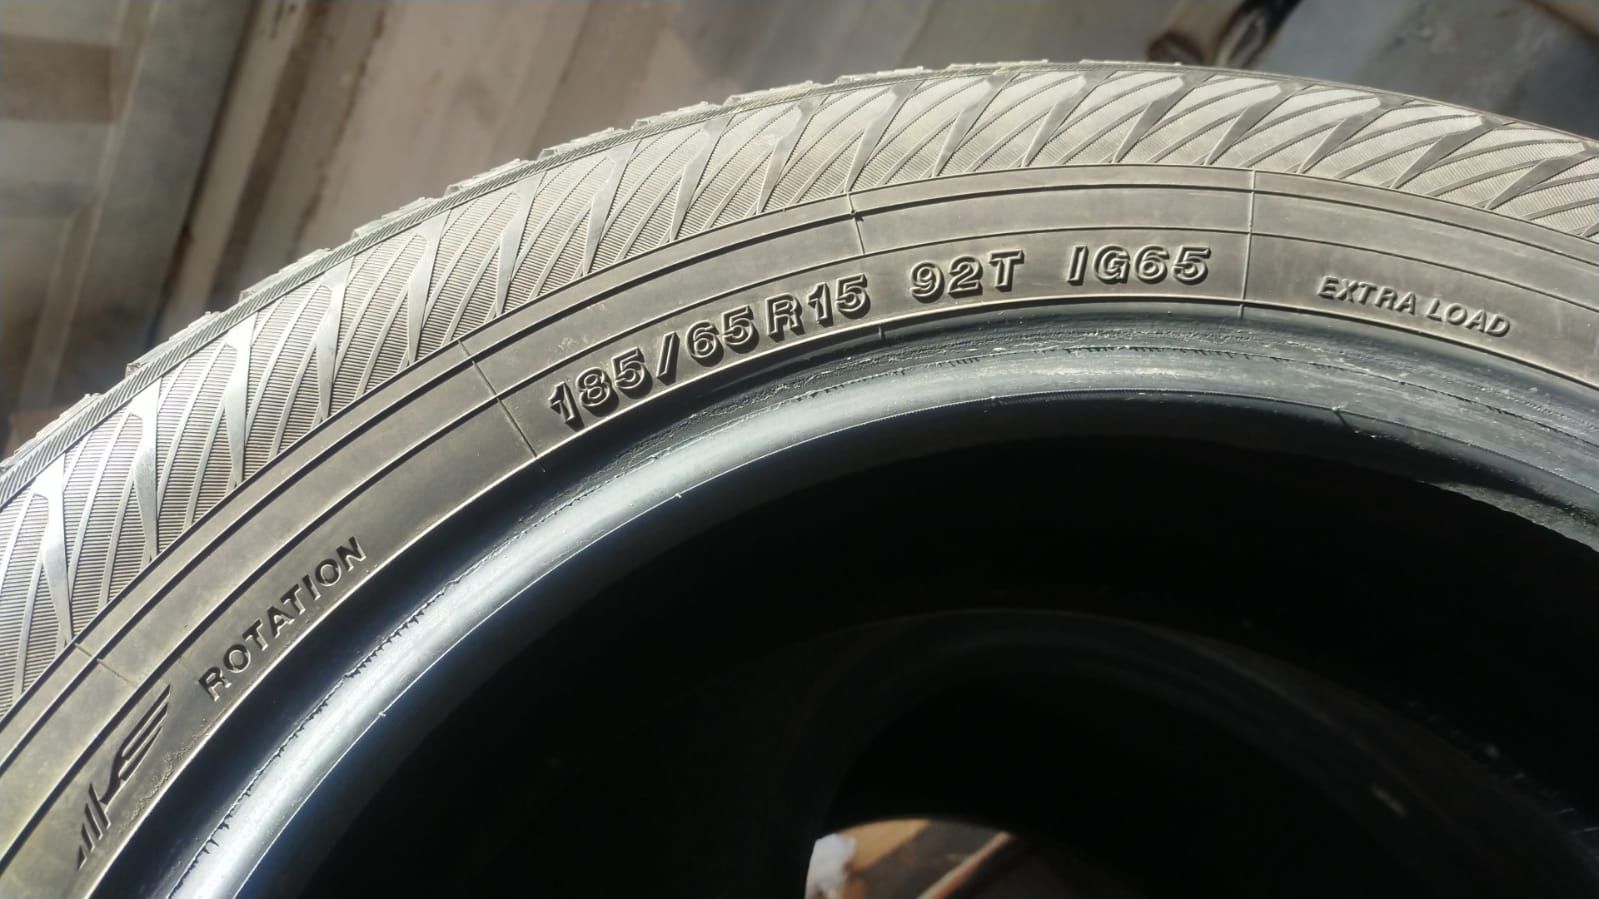 185/65R15 92T IG65
EXTRA LOAD
ROTATION